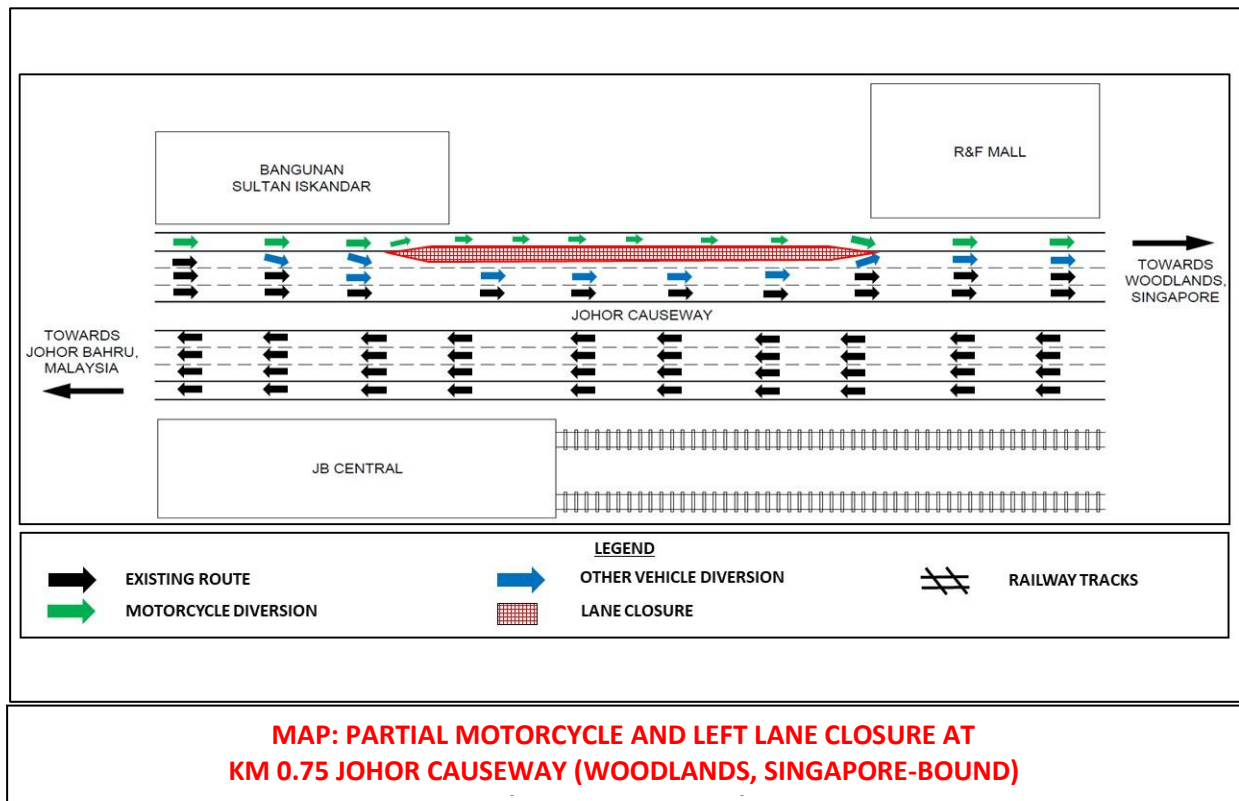 BANGUNAN
SULTAN ISKANDAR
R&F MALL
TOWARDS
WOODLANDS,
SINGAPORE
JOHOR CAUSEWAY
TOWARDS
JOHOR BAHRU,
MALAYSIA
JB CENTRAL
LEGEND
EXISTING ROUTE
OTHER VEHICLE DIVERSION
RAILWAY TRACKS
MOTORCYCLE DIVERSION
LANE CLOSURE
MAP: PARTIAL MOTORCYCLE AND LEFT LANE CLOSURE AT
KM 0.75 JOHOR CAUSEWAY (WOODLANDS, SINGAPORE-BOUND)